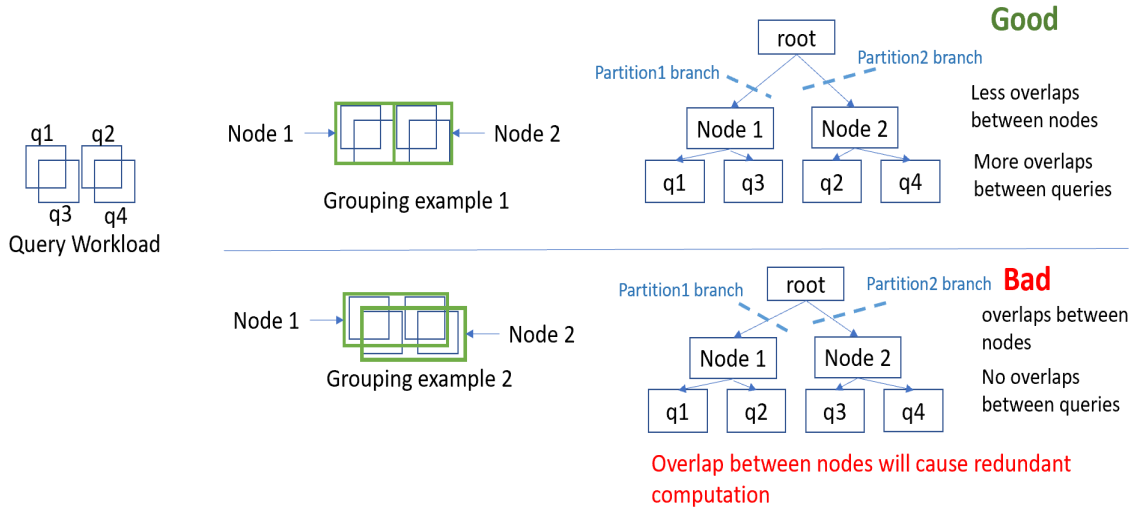 q1
q2
q3
q4
Query Workload
Node 1
Node 2
Grouping example 1
Good
root
Partition1 branch
Partition2 branch
Node 1
Node 2
q1
q3
q2
q4
Less overlaps
between nodes
More overlaps
between queries
Node 1
Node 2
Grouping example 2
Bad
root
Partition1 branch
Partition2 branch
Node 1
Node 2
q1
q2
q3
q4
overlaps between
nodes
No overlaps
between queries
Overlap between nodes will cause redundant
computation